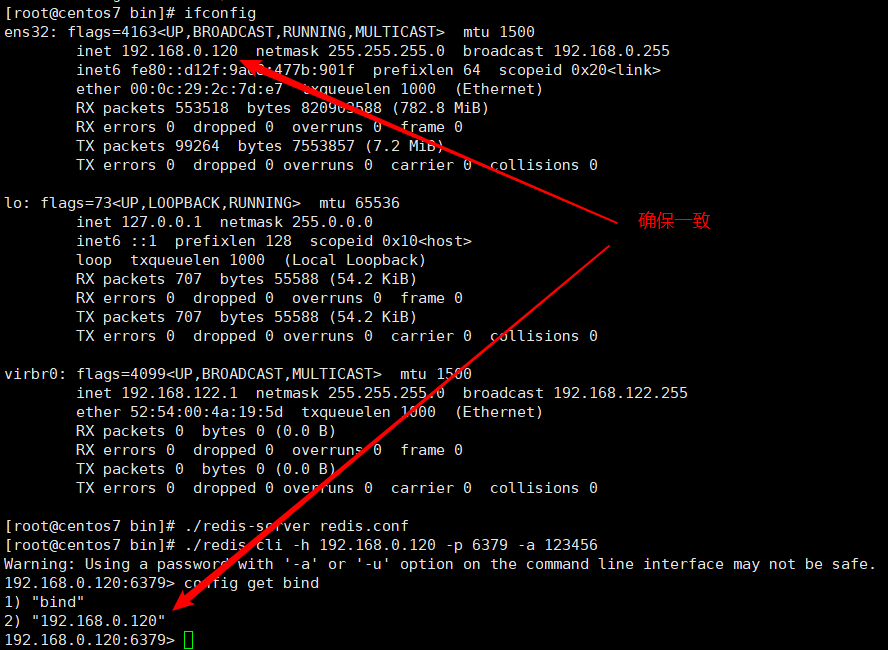 [root@centos7 bin]# ifconfig
ens32: flags=4163<UP,BROADCAST,RUNNING,MULTICAST>  mtu 1500
        inet 192.168.0.120  netmask 255.255.255.0  broadcast 192.168.0.255
        inet6 prefixlen 64  scopeid 0x20<link>
        ether 00:0c:29:2c:7d:e7  txqueuelen 1000  (Ethernet)
        RX packets 553518  bytes 820903588 (782.8 MiB)
        RX errors 0  dropped 0  overruns 0  frame 0
        TX packets 99264  bytes 7553857 (7.2 MiB)
        TX errors 0  dropped 0 overruns 0  carrier 0  collisions 0
lo: flags=73<UP,LOOPBACK,RUNNING>  mtu 65536
        inet 127.0.0.1  netmask 255.0.0.0
        inet6 ::1  prefixlen 128  scopeid 0x10<host>
        loop  txqueuelen 1000  (Local Loopback)
        RX packets 707  bytes 55588 (54.2 KiB)
        RX errors 0  dropped 0  overruns 0  frame 0
        TX packets 707  bytes 55588 (54.2 KiB)
        TX errors 0  dropped 0 overruns 0  carrier 0  collisions 0
确保一致
virbr0: flags=4099<UP,BROADCAST,MULTICAST>  mtu 1500
        inet 192.168.122.1  netmask 255.255.255.0  broadcast 192.168.122.255
        ether 52:54:00:4a:19:5d  txqueuelen 1000  (Ethernet)
        RX packets 0  bytes 0 (0.0 B)
        RX errors 0  dropped 0  overruns 0  frame 0
        TX packets 0  bytes 0 (0.0 B)
        TX errors 0  dropped 0 overruns 0  carrier 0  collisions 0
[root@centos7 bin]# ./redis-server redis.conf
[root@centos7 bin]# ./redis-cli -h 192.168.0.120 -p 6379 -a 123456
Warning: Using a password with '-a' or '-u' option on the command line interface may not be safe.
192.168.0.120:6379> config get bind
1) "bind"
2) "192.168.0.120"
192.168.0.120:6379>